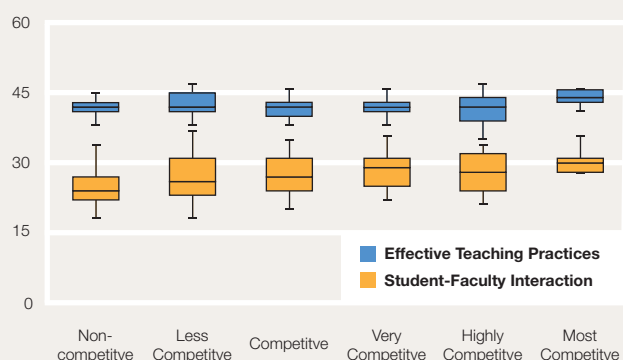 60
45
30
15
0
Effective Teaching Practices
Student-Faculty Interaction
Non-
competitve
Less
Competitve
Competitve
Very
Competitve
Highly
Competitve
Most
Competitve